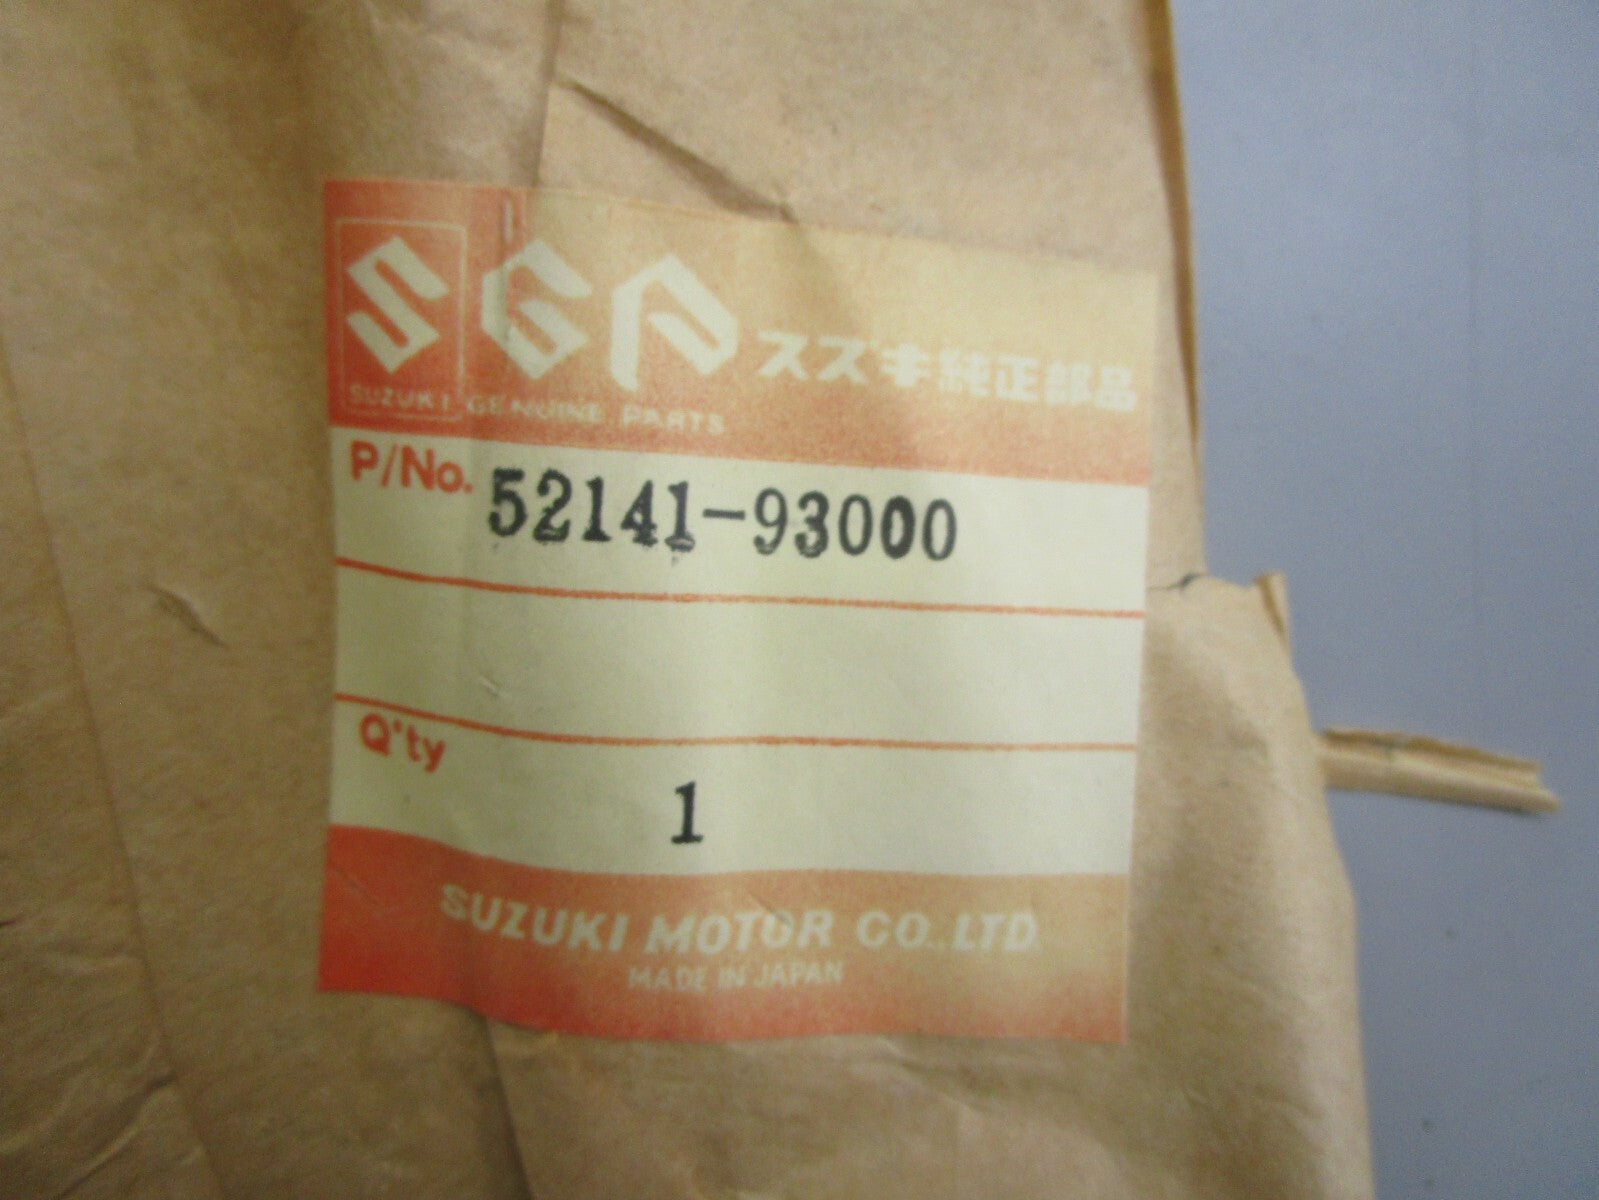 SGP スズキ純正部品
SUZUKI GENUINE PARTS
P/No. 52141-93000
Q'ty
1
SUZUKI MOTOR CO.,LTD.
MADE IN JAPAN